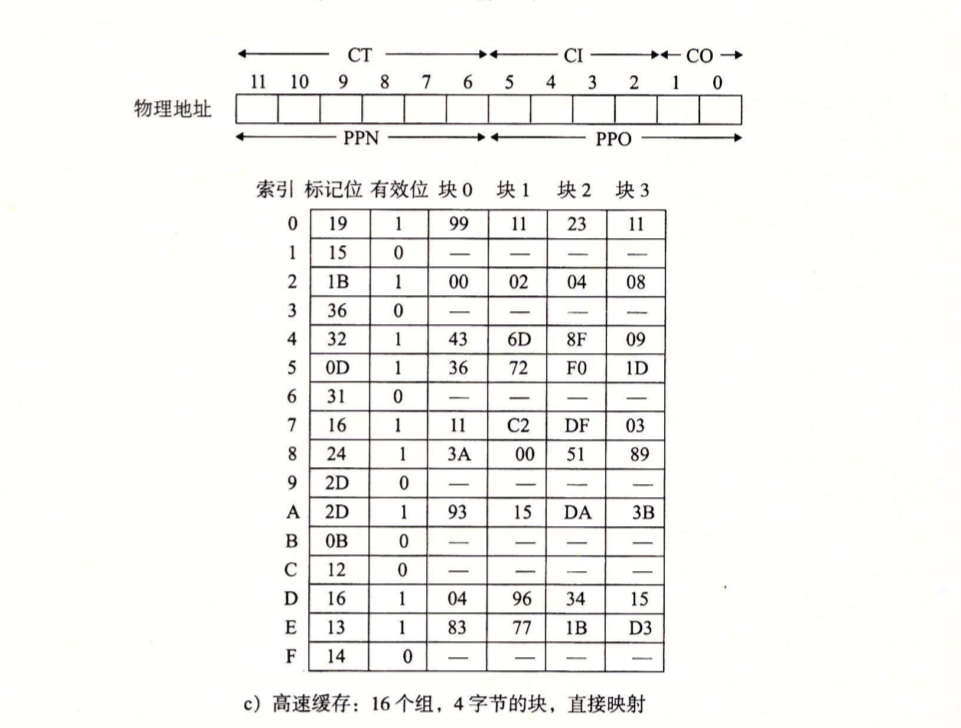 CT CI CO
11 10 9 8 7 6 5 4 3 2 1 0
物理地址
PPN PPO
索引 标记位 有效位 块 0 块 1 块 2 块 3
0 19 1 99 11 23 11
1 15 0 — — — —
2 1B 1 00 02 04 08
3 36 0 — — — —
4 32 1 43 6D 8F 09
5 0D 1 36 72 F0 1D
6 31 0 — — — —
7 16 1 11 C2 DF 03
8 24 1 3A 00 51 89
9 2D 0 — — — —
A 2D 1 93 15 DA 3B
B 0B 0 — — — —
C 12 0 — — — —
D 16 1 04 96 34 15
E 13 1 83 77 1B D3
F 14 0 — — — —
c）高速缓存：16 个组，4 字节的块，直接映射